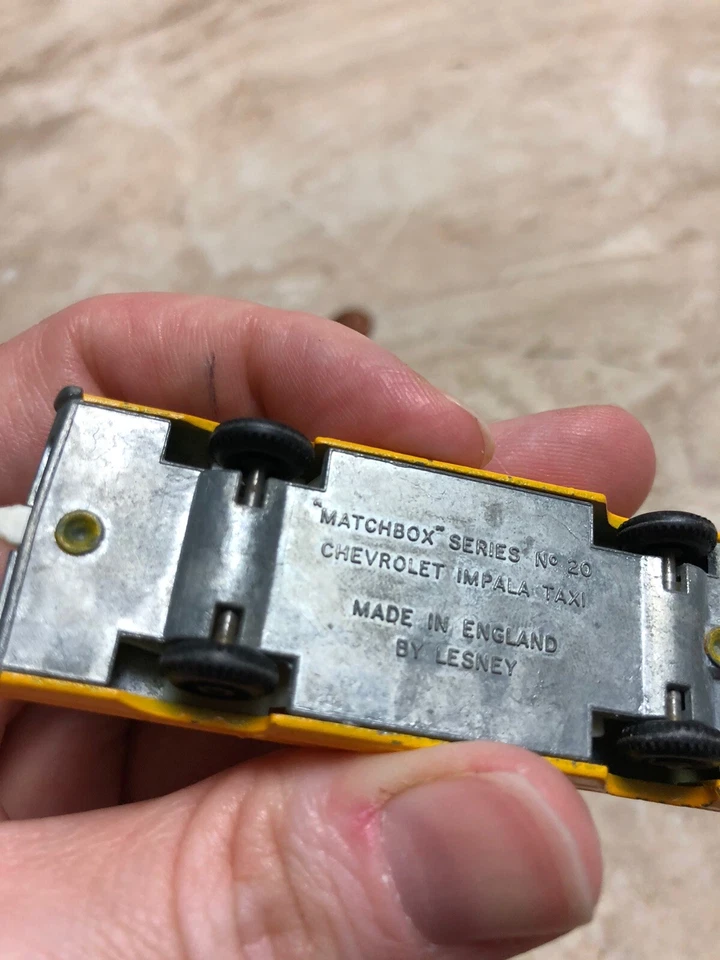 "MATCHBOX" SERIES Nº 20
CHEVROLET IMPALA TAXI
MADE IN ENGLAND
BY LESNEY